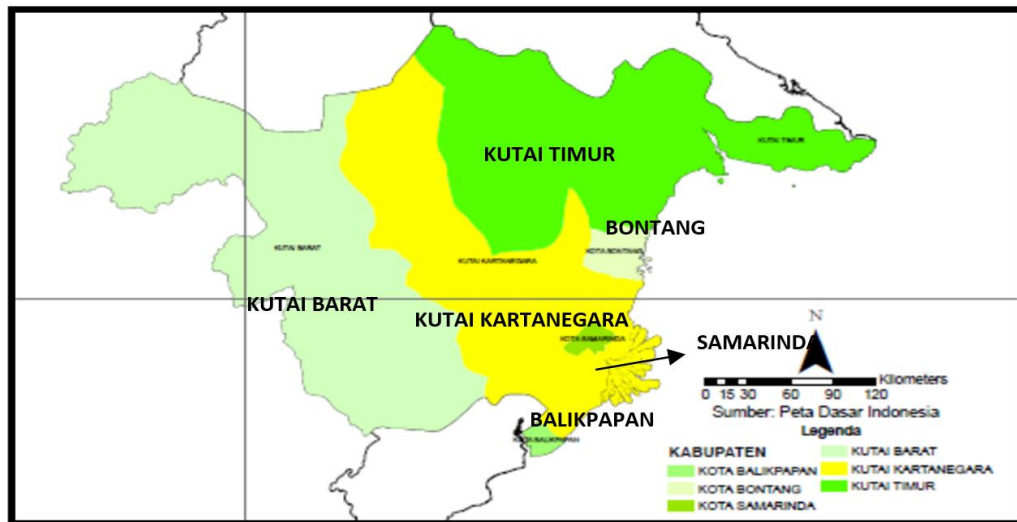 KUTAI TIMUR
KUTAI TIMUR
BONTANG
KOTA BONTANG
KUTAI BARAT
KUTAI KARTANEGARA
KUTAI BARAT
KUTAI KARTANEGARA
KOTA SAMARINDA
SAMARINDA
BALIKPAPAN
KOTA BALIKPAPAN
N
Kilometers
0 15 30 60 90 120
Sumber: Peta Dasar Indonesia
Legenda
KABUPATEN
KOTA BALIKPAPAN
KOTA BONTANG
KOTA SAMARINDA
KUTAI BARAT
KUTAI KARTANEGARA
KUTAI TIMUR